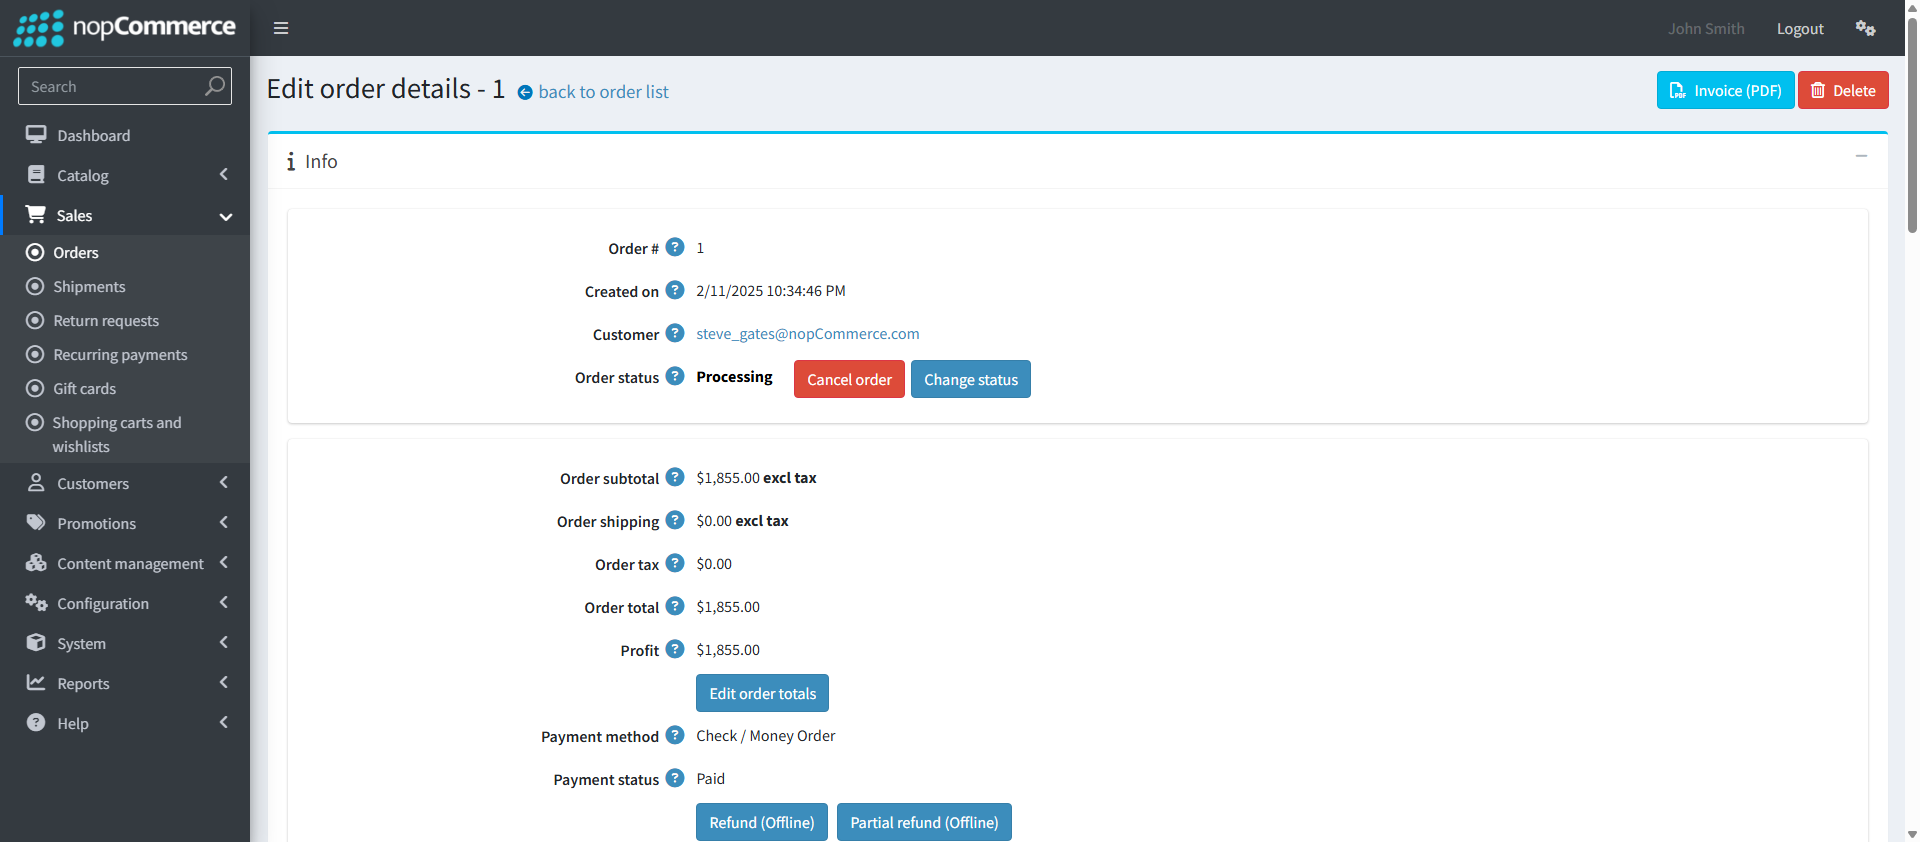 nopCommerce
John Smith
Logout
Search
Dashboard
Catalog
Sales
Orders
Shipments
Return requests
Recurring payments
Gift cards
Shopping carts and
wishlists
Customers
Promotions
Content management
Configuration
System
Reports
Help
Edit order details - 1 back to order list
Invoice (PDF)
Delete
Info
Order # ? 1
Created on ? 2/11/2025 10:34:46 PM
Customer ? steve_gates@nopCommerce.com
Order status ? Processing Cancel order Change status
Order subtotal ? $1,855.00 excl tax
Order shipping ? $0.00 excl tax
Order tax ? $0.00
Order total ? $1,855.00
Profit ? $1,855.00
Edit order totals
Payment method ? Check / Money Order
Payment status ? Paid
Refund (Offline) Partial refund (Offline)